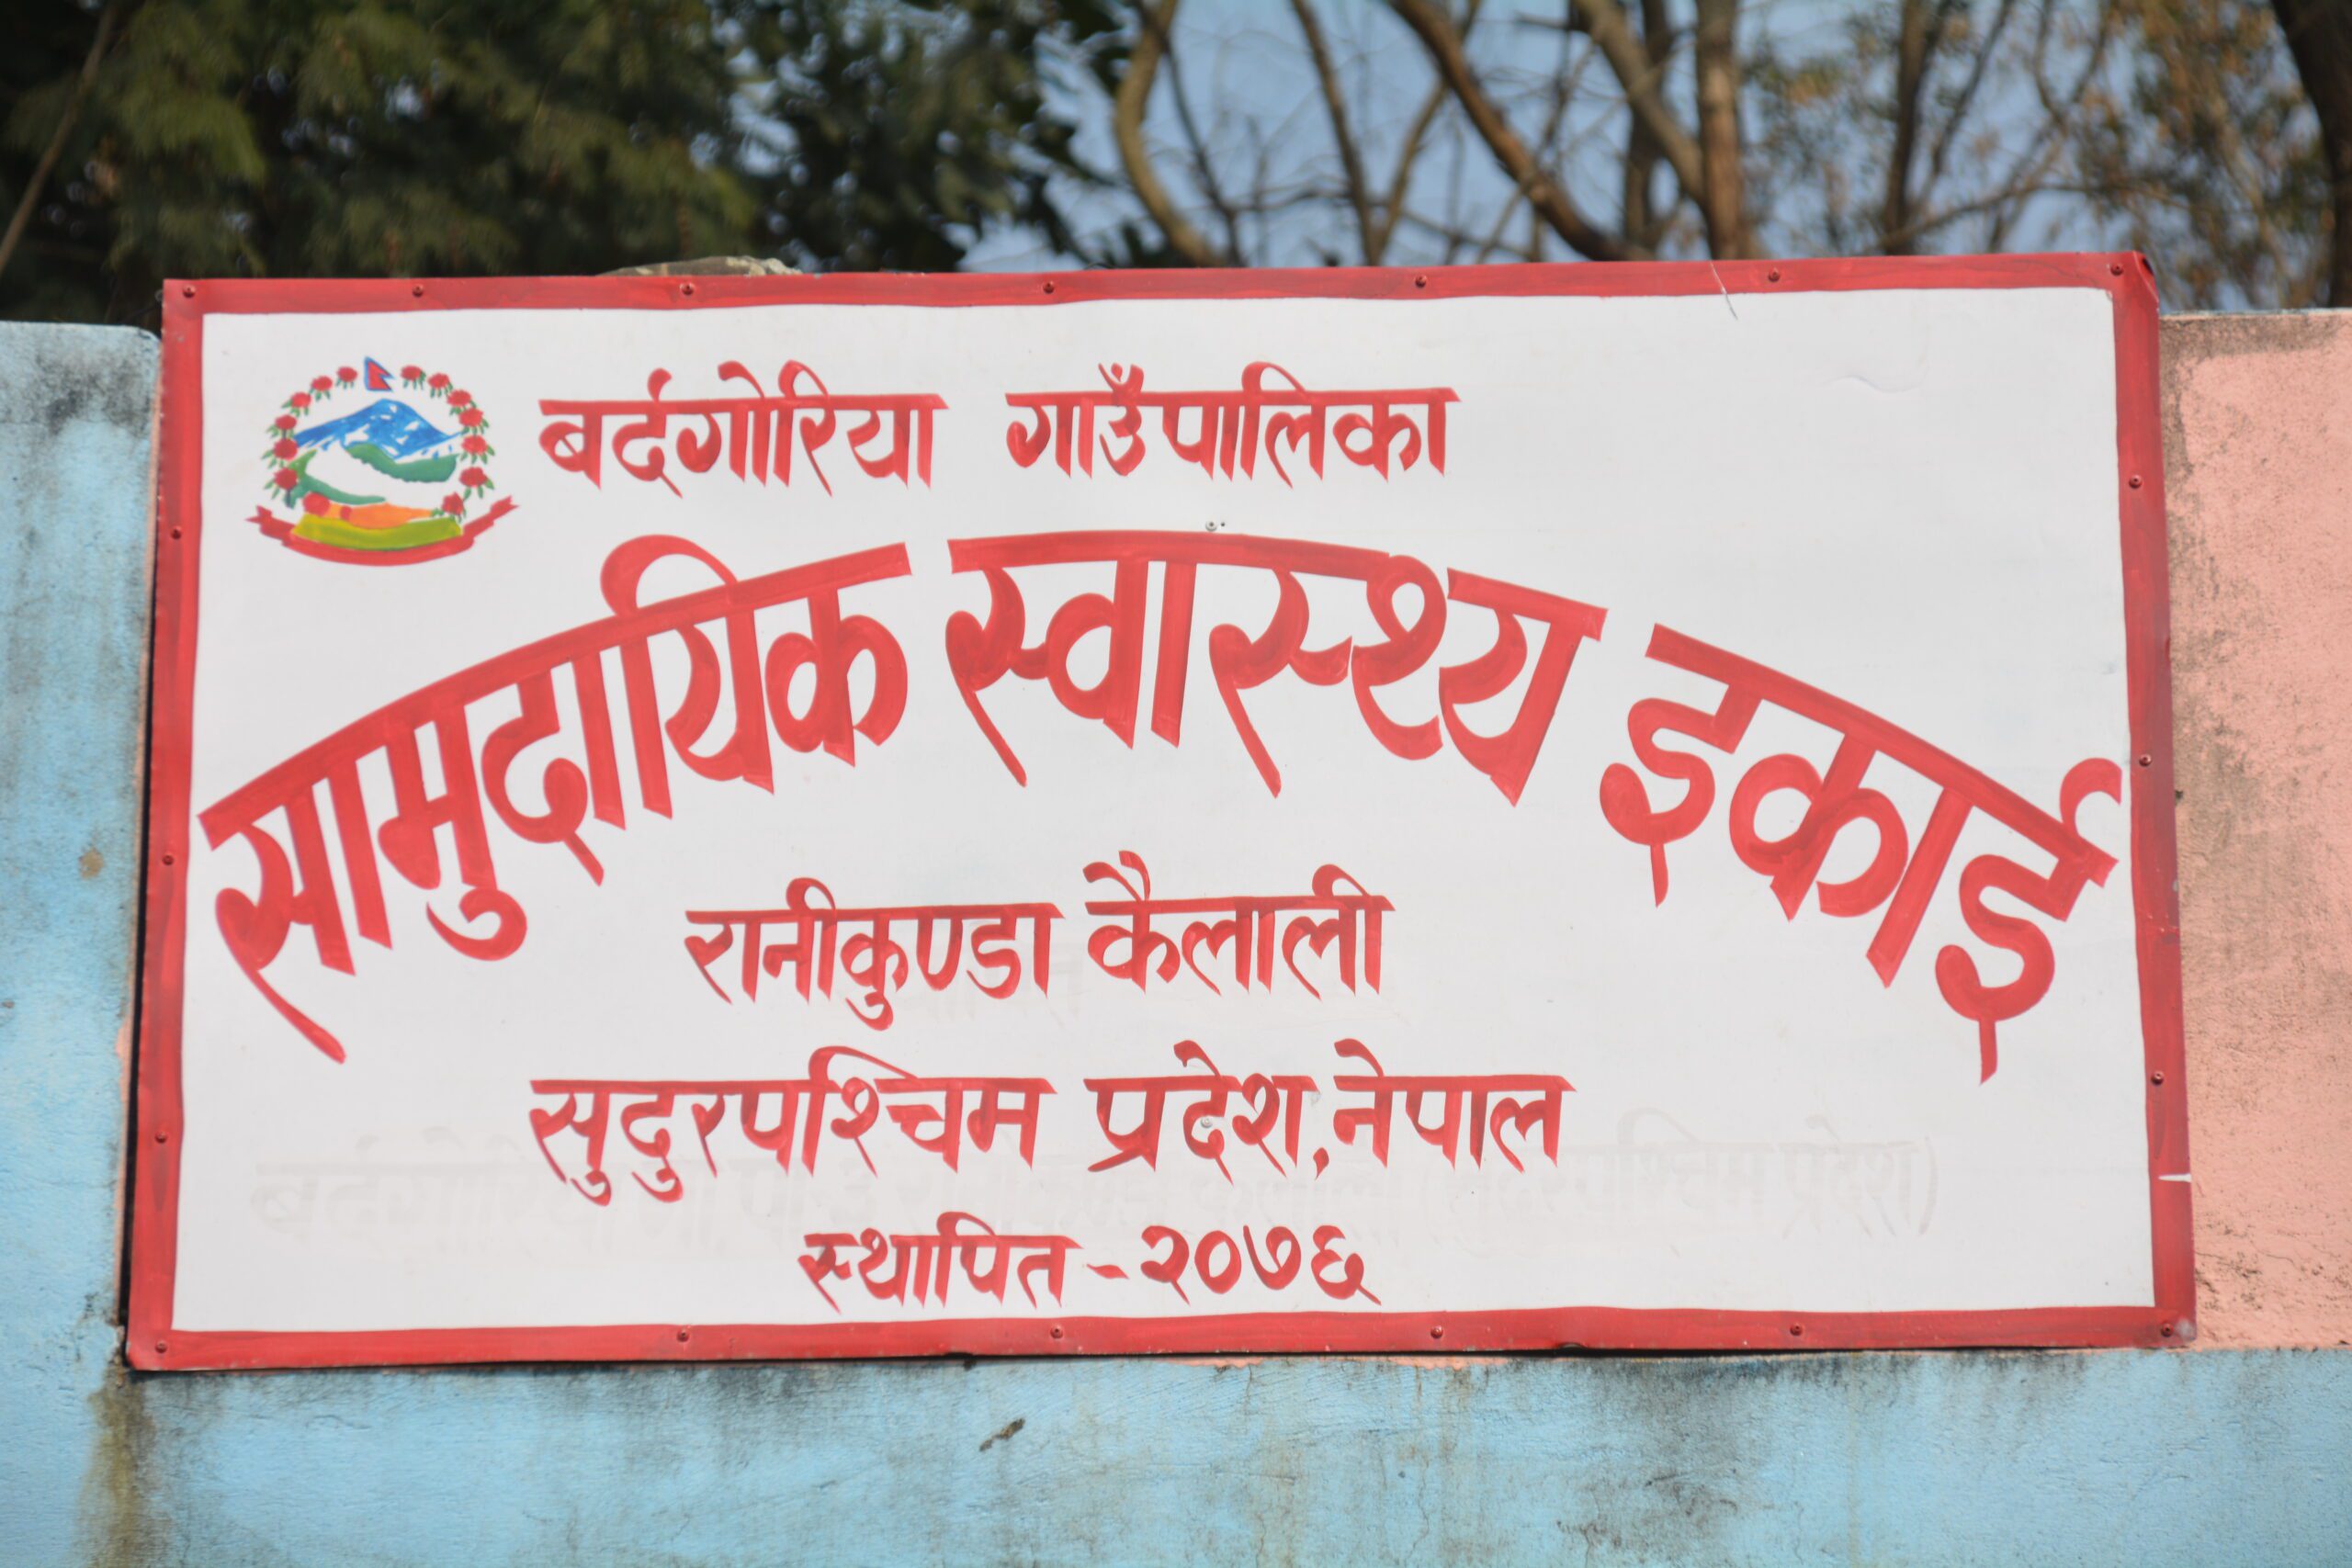 बर्दगोरिया गाउँपालिका
सामुदायिक स्वास्थ्य इकाई
रानीकुण्डा कैलाली
सुदुरपश्चिम प्रदेश, नेपाल
स्थापित - २०७६